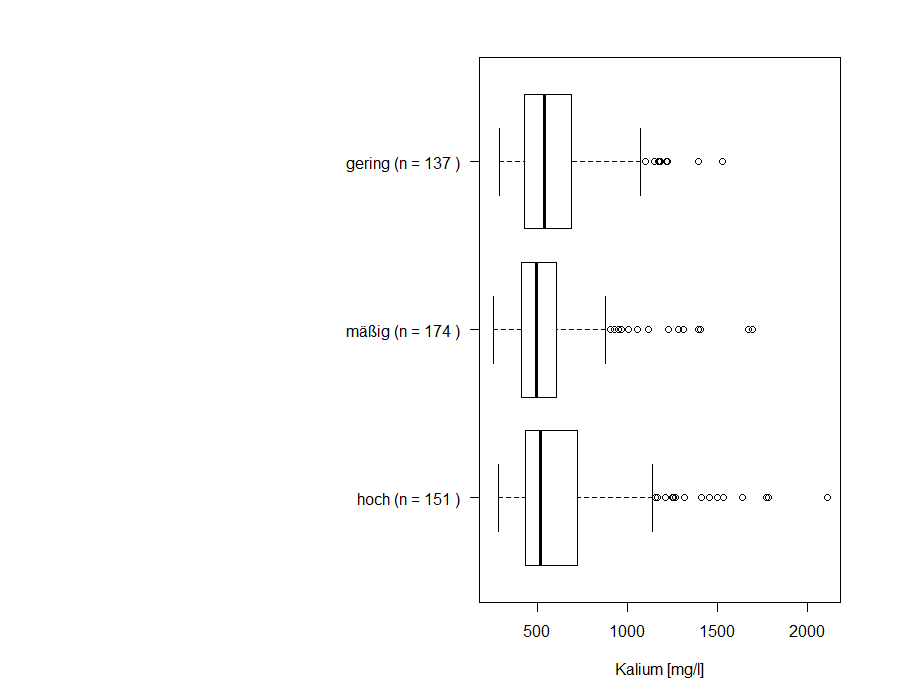 gering (n = 137 )
mäßig (n = 174 )
hoch (n = 151 )
500 1000 1500 2000
Kalium [mg/l]